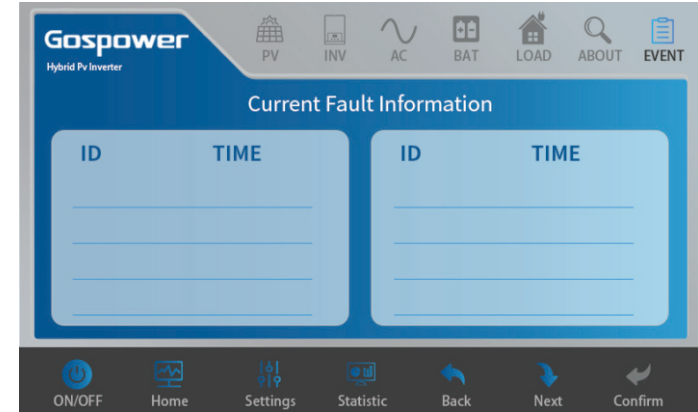 Gospower
Hybrid Pv Inverter
PV INV AC BAT LOAD ABOUT EVENT
Current Fault Information
ID TIME ID TIME
ON/OFF Home Settings Statistic Back Next Confirm